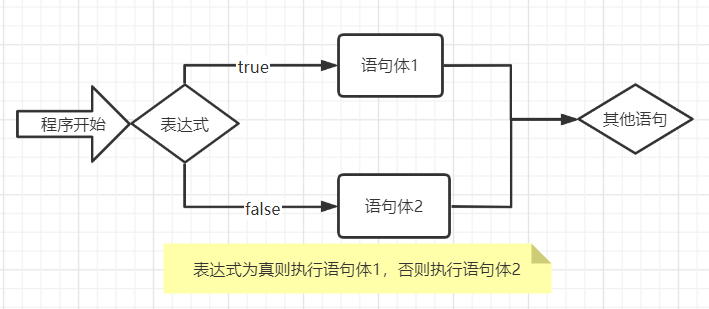 true
语句体1
程序开始
表达式
其他语句
false
语句体2
表达式为真则执行语句体1，否则执行语句体2